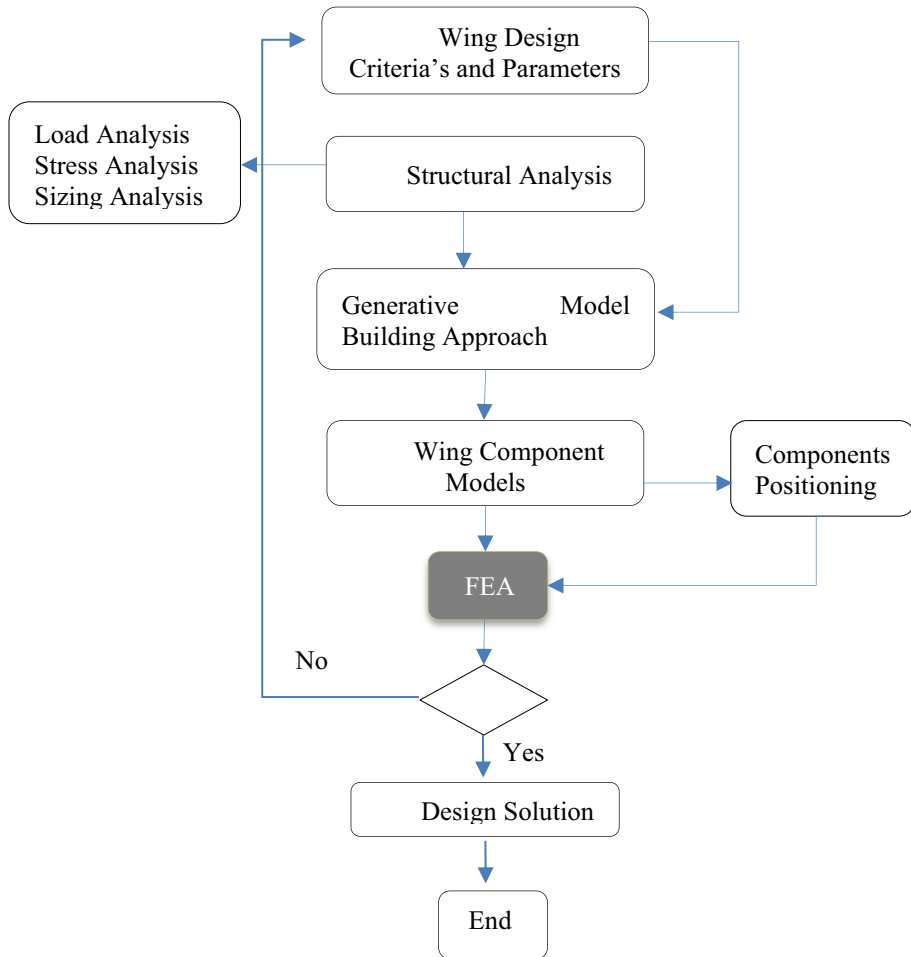 Wing Design
Criteria’s and Parameters
Load Analysis
Stress Analysis
Sizing Analysis
Structural Analysis
Generative Model
Building Approach
Wing Component
Models
Components
Positioning
FEA
No
Yes
Design Solution
End